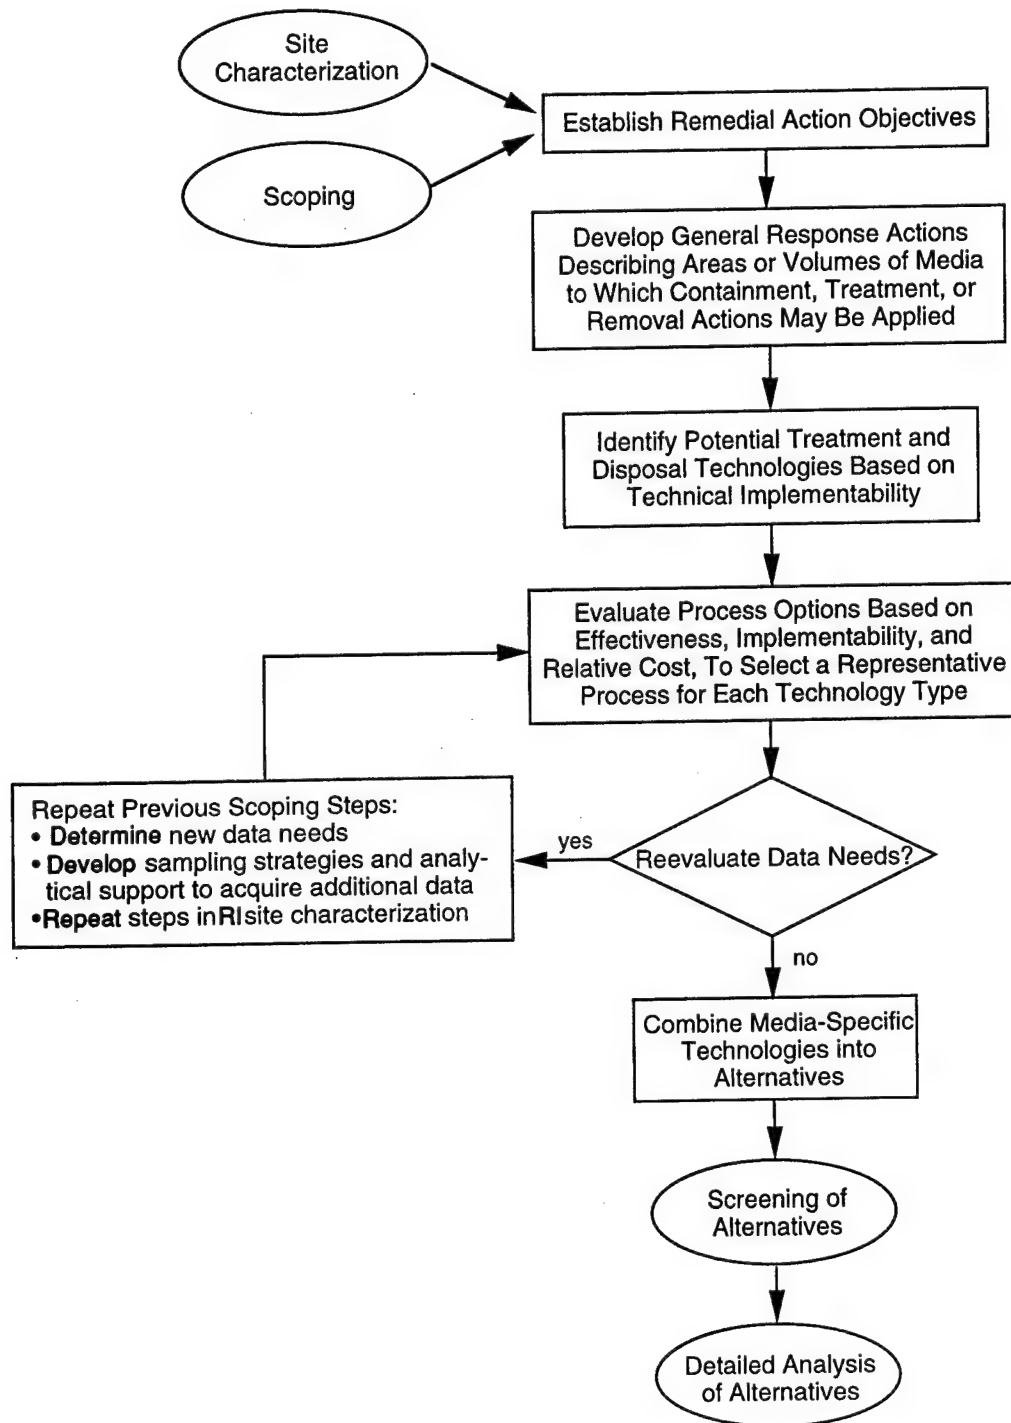 Site
Characterization
Establish Remedial Action Objectives
Scoping
Develop General Response Actions
Describing Areas or Volumes of Media
to Which Containment, Treatment, or
Removal Actions May Be Applied
Identify Potential Treatment and
Disposal Technologies Based on
Technical Implementability
Evaluate Process Options Based on
Effectiveness, Implementability, and
Relative Cost, To Select a Representative
Process for Each Technology Type
Repeat Previous Scoping Steps:
• Determine new data needs
• Develop sampling strategies and analy-
tical support to acquire additional data
•Repeat steps in RI site characterization
yes
Reevaluate Data Needs?
no
Combine Media-Specific
Technologies into
Alternatives
Screening of
Alternatives
Detailed Analysis
of Alternatives